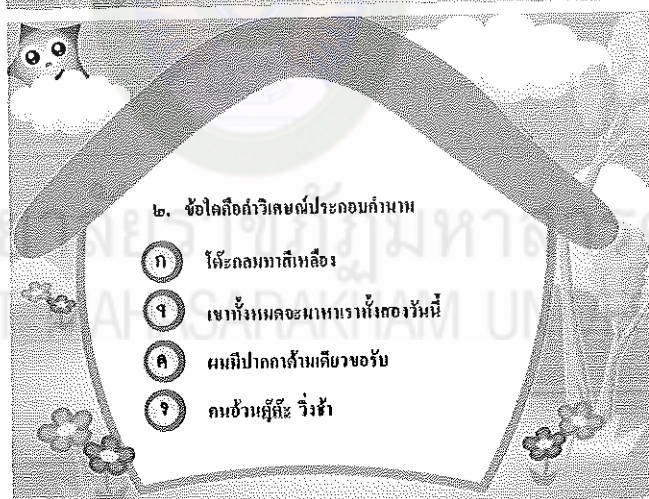 ๒. ข้อใดคือคำวิเศษณ์ประกอบคำนาม
ก โต๊ะกลมทาสีเหลือง
ข เขาทั้งหมดจะมาหาเราทั้งสองวันนี้
ค ผมมีปากกาด้ามเดียวขอรับ
ง คนอ้วนตุ๊ต๊ะ วิ่งช้า